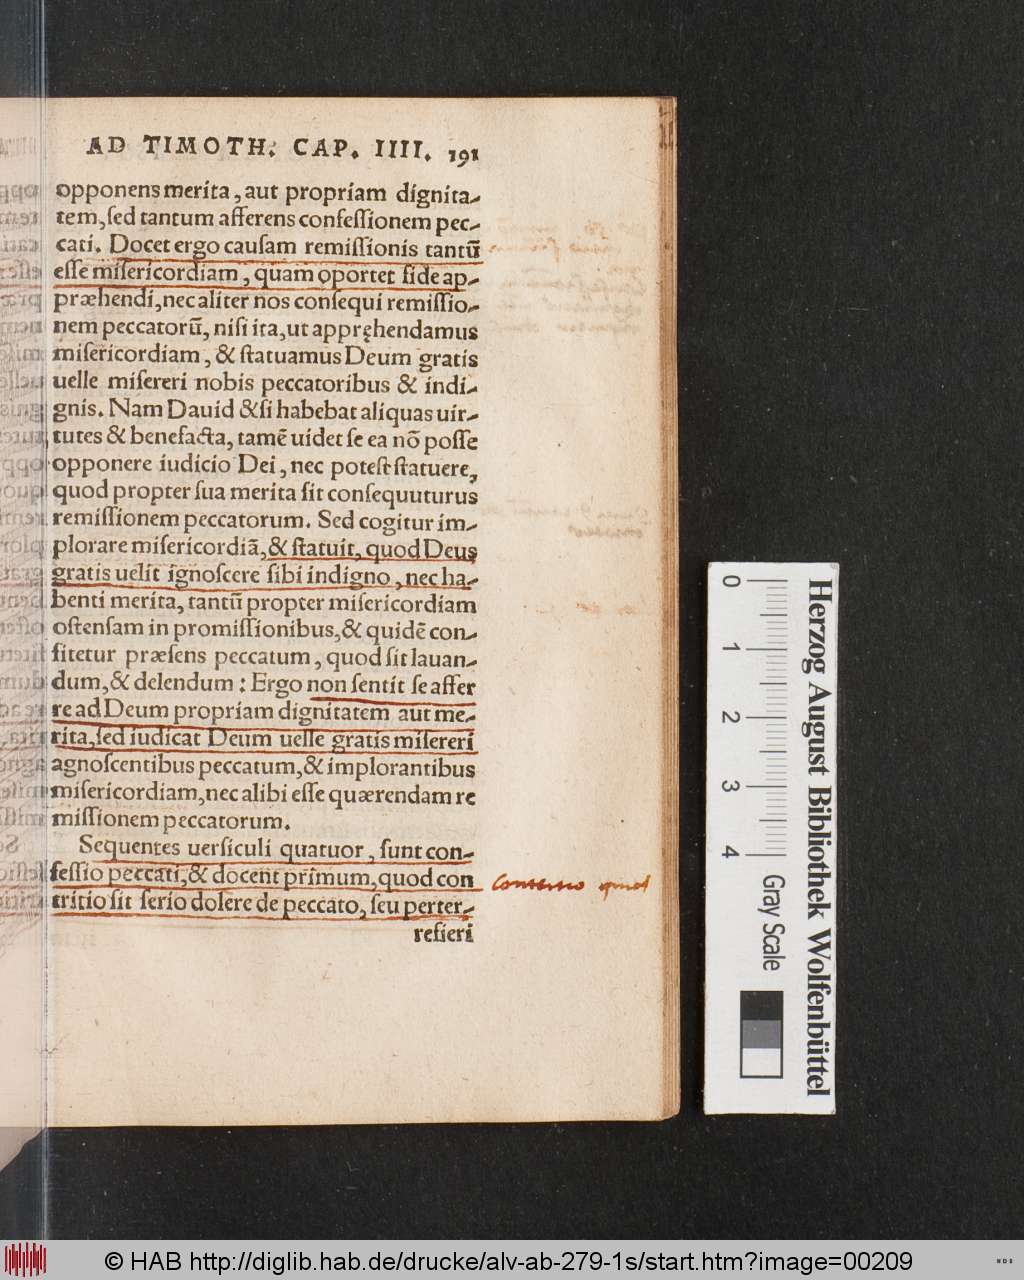 AD TIMOTH. CAP. IIII. 191
opponens merita, aut propriam dignita-
tem, ſed tantum afferens confeſſionem pec-
cati. Docet ergo cauſam remiſſionis tantũ
eſſe miſericordiam, quam oportet fide ap-
præhendi, nec aliter nos conſequi remiſſio-
nem peccatorũ, niſi ita, ut appręhendamus
miſericordiam, & ſtatuamus Deum gratis
uelle miſereri nobis peccatoribus & indi-
gnis. Nam Dauid & ſi habebat aliquas uir-
tutes & benefacta, tamẽ uidet ſe ea nõ poſſe
opponere iudicio Dei, nec poteſt ſtatuere,
quod propter ſua merita ſit conſequuturus
remiſſionem peccatorum. Sed cogitur im-
plorare miſericordiã, & ſtatuit, quod Deus
gratis uelit ignoſcere ſibi indigno, nec ha-
benti merita, tantũ propter miſericordiam
oſtenſam in promiſſionibus, & quidẽ con-
fitetur præſens peccatum, quod ſit lauan-
dum, & delendum: Ergo non ſentit ſe affer
re ad Deum propriam dignitatem aut me-
rita, ſed iudicat Deum uelle gratis miſereri
agnoſcentibus peccatum, & implorantibus
miſericordiam, nec alibi eſſe quærendam re
miſſionem peccatorum.
Sequentes uerſiculi quatuor, ſunt con-
feſſio peccati, & docent primum, quod con
tritio ſit ſerio dolere de peccato, ſeu perter-
refieri
Herzog August Bibliothek Wolfenbüttel
0 1 2 3 4 Gray Scale
© HAB http://diglib.hab.de/drucke/alv-ab-279-1s/start.htm?image=00209